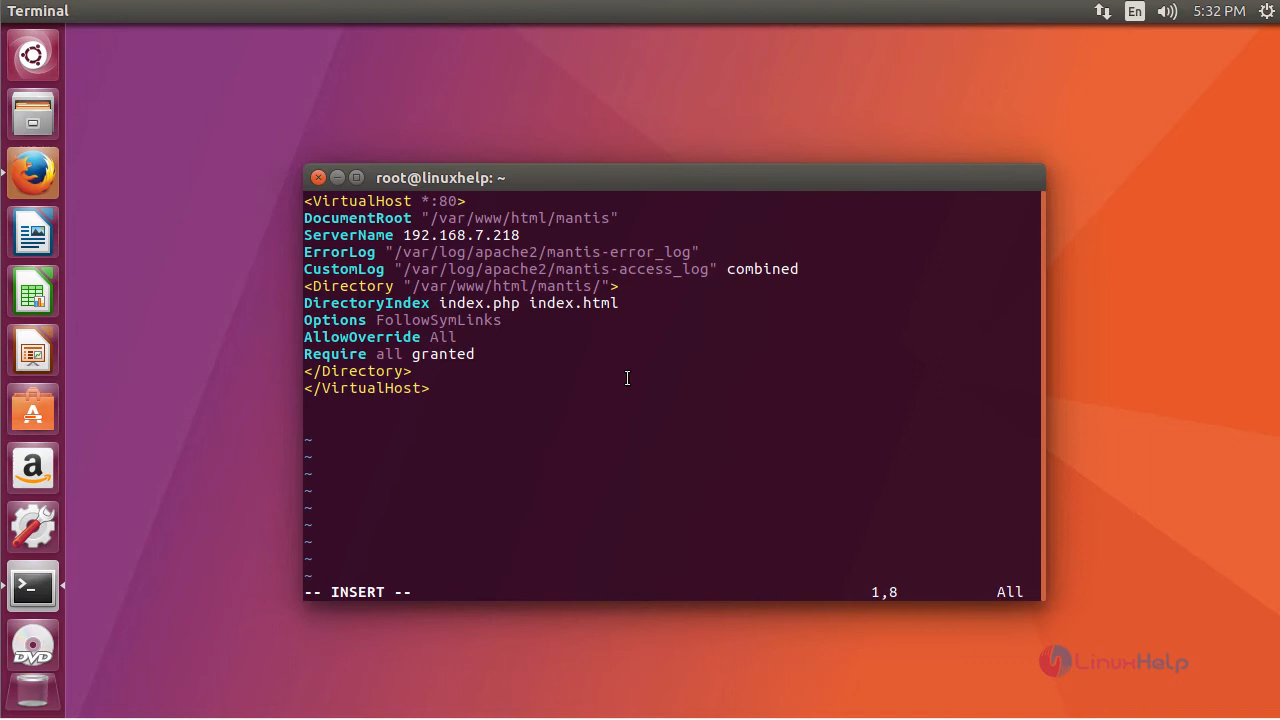 Terminal
En
5:32 PM
root@linuxhelp: ~
<VirtualHost *:80>
DocumentRoot "/var/www/html/mantis"
ServerName 192.168.7.218
ErrorLog "/var/log/apache2/mantis-error_log"
CustomLog "/var/log/apache2/mantis-access_log" combined
<Directory "/var/www/html/mantis/">
DirectoryIndex index.php index.html
Options FollowSymLinks
AllowOverride All
Require all granted
</Directory>
</VirtualHost>
~
~
~
~
~
~
~
~
~
-- INSERT -- 1,8 All
>_
DVD
LinuxHelp